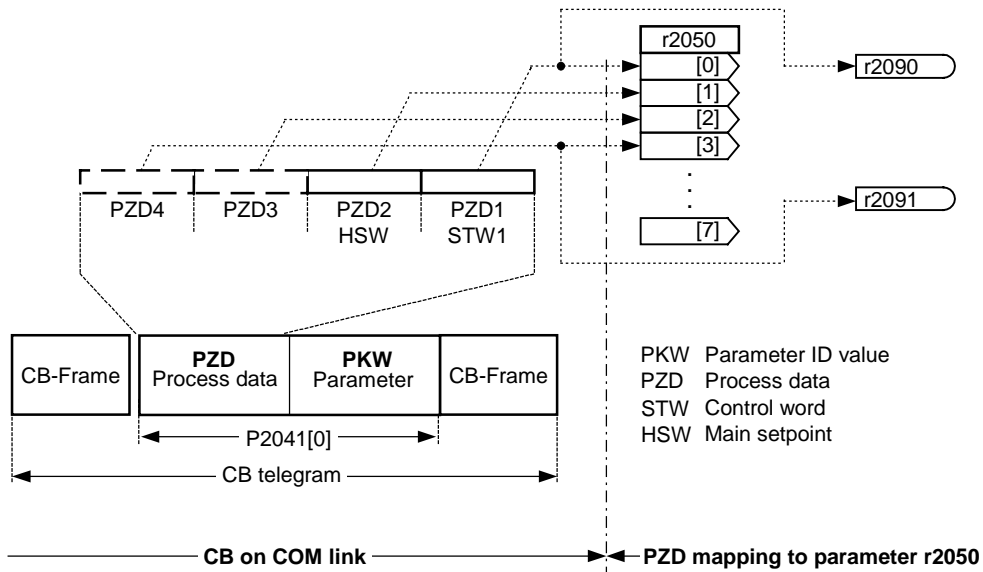 r2050
[0]
r2090
[1]
[2]
[3]
PZD4 PZD3 PZD2 PZD1
HSW STW1
r2091
[7]
CB-Frame PZD PKW CB-Frame
Process data Parameter
P2041[0]
CB telegram
PKW Parameter ID value
PZD Process data
STW Control word
HSW Main setpoint
CB on COM link PZD mapping to parameter r2050